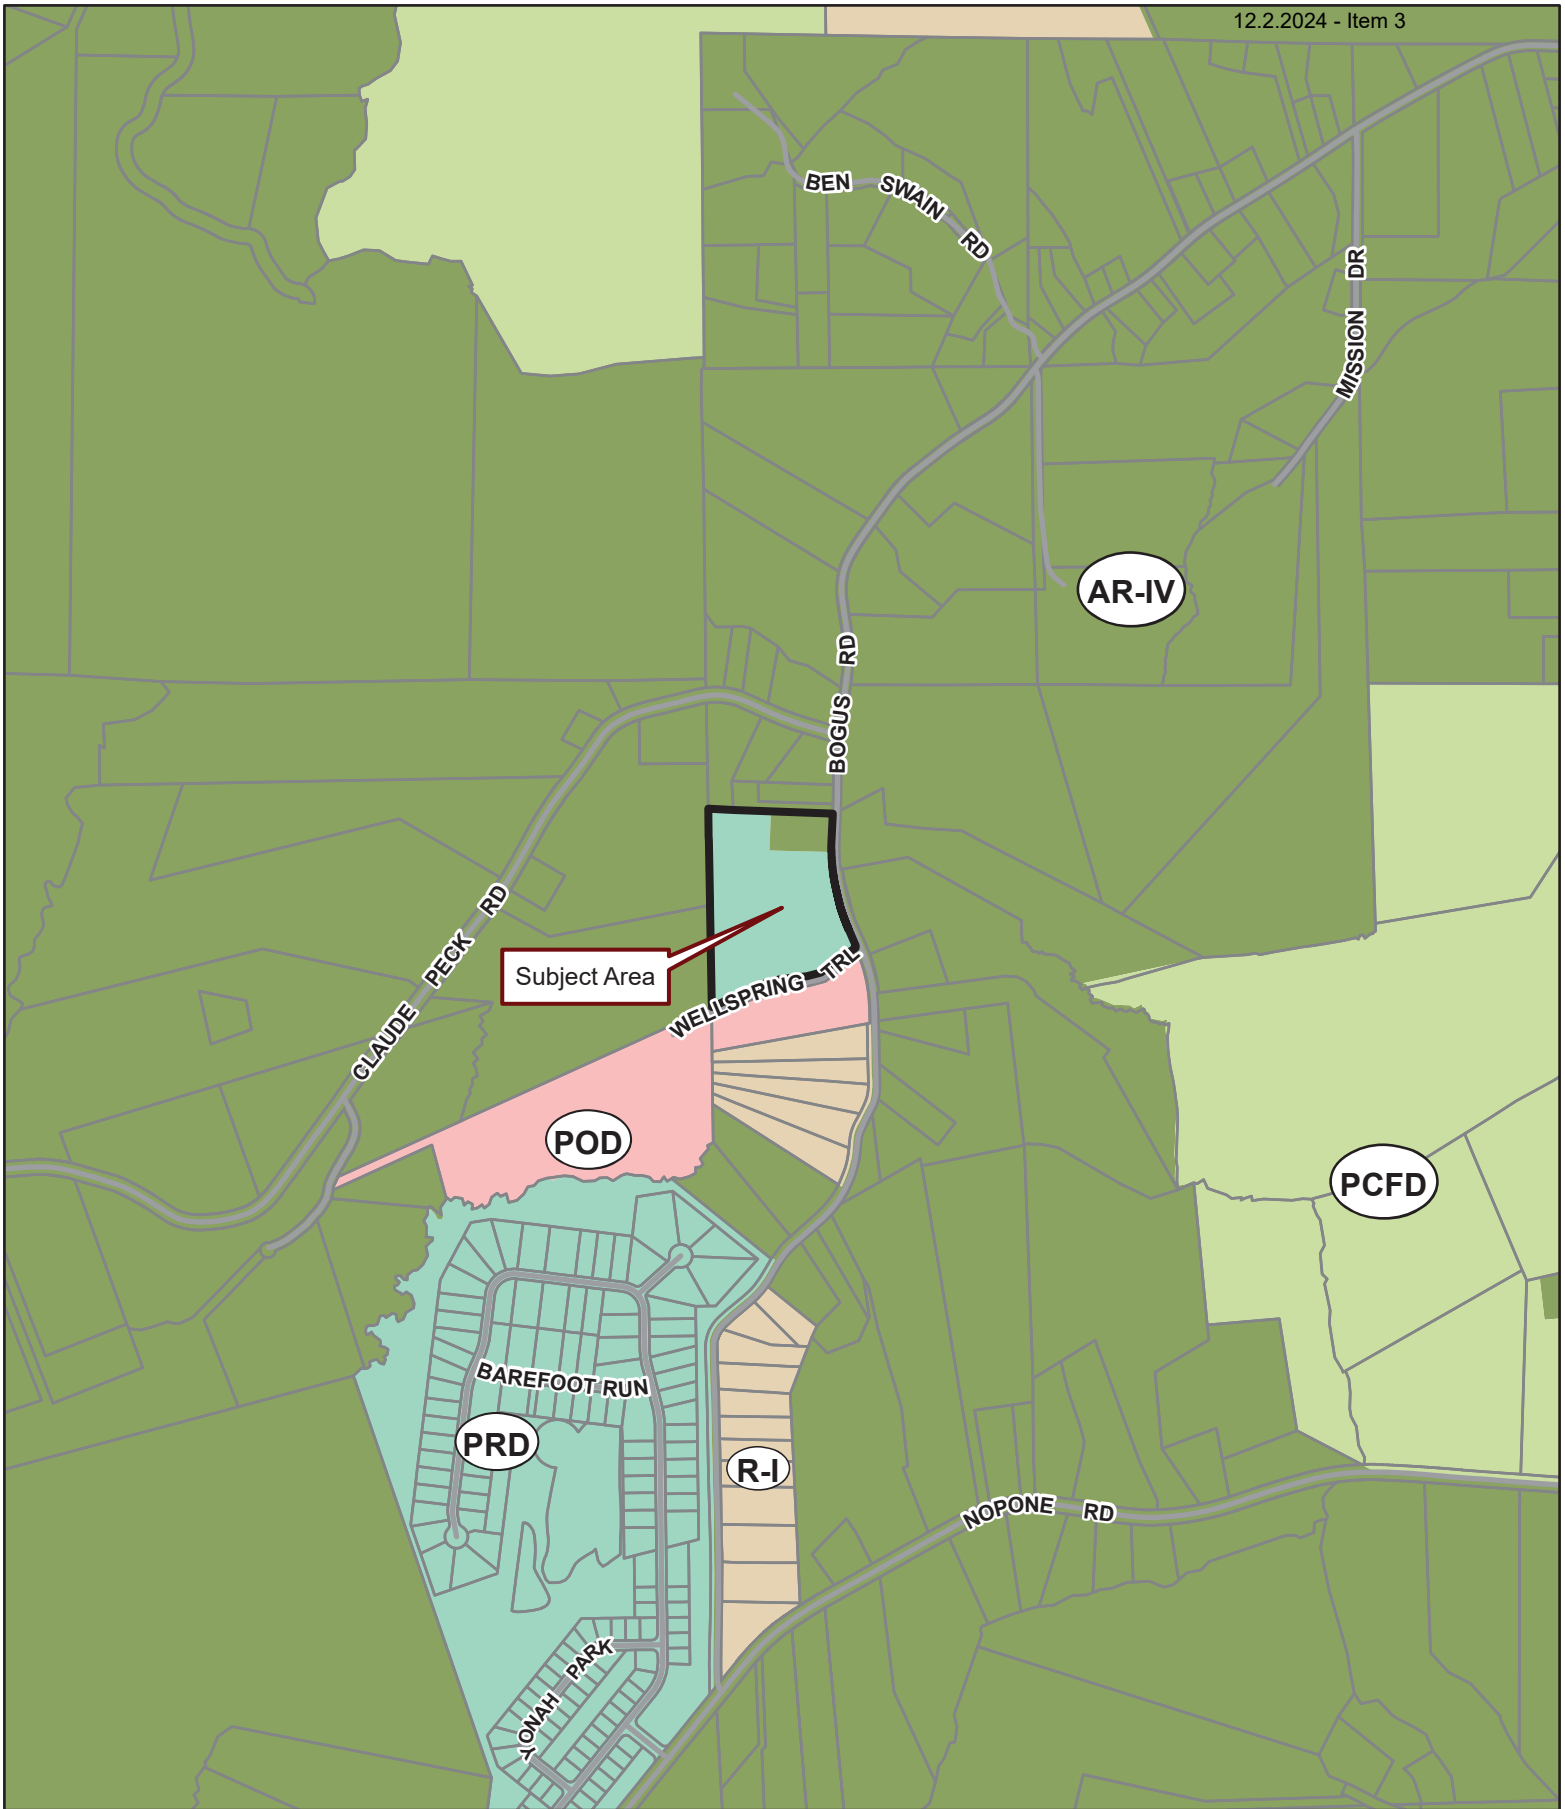 12.2.2024 - Item 3
BEN SWAIN RD
MISSION DR
AR-IV
BOGUS RD
CLAUDE PECK RD
Subject Area
WELLSPRING TRL
POD
PCFD
BAREFOOT RUN
PRD
R-I
NOPONE RD
YONAH PARK